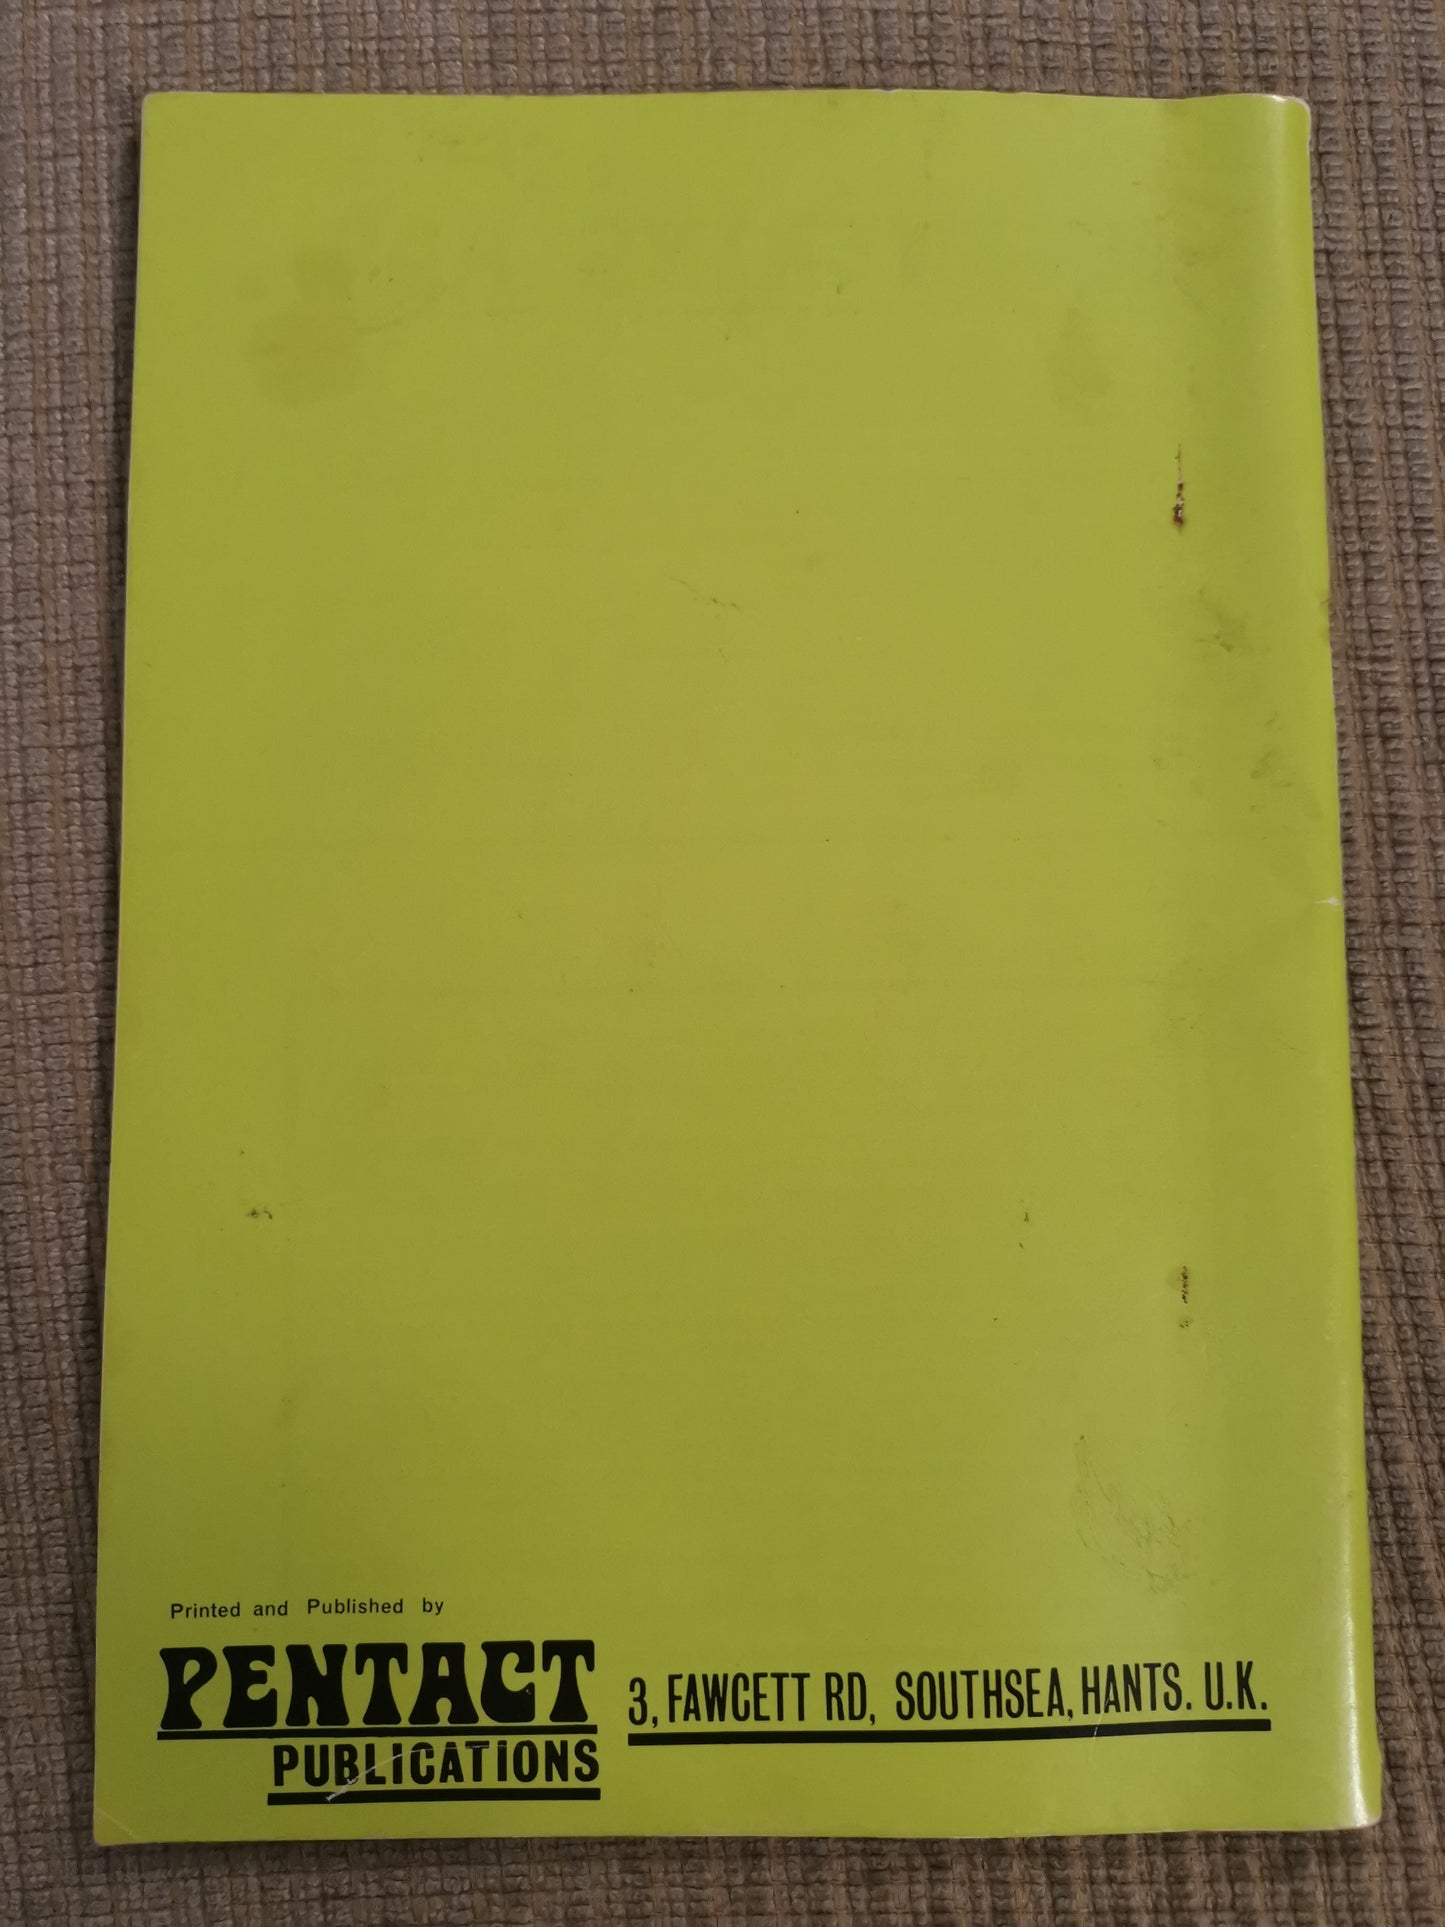 Printed and Published by
PENTACT
PUBLICATIONS
3, FAWCETT RD, SOUTHSEA, HANTS. U.K.